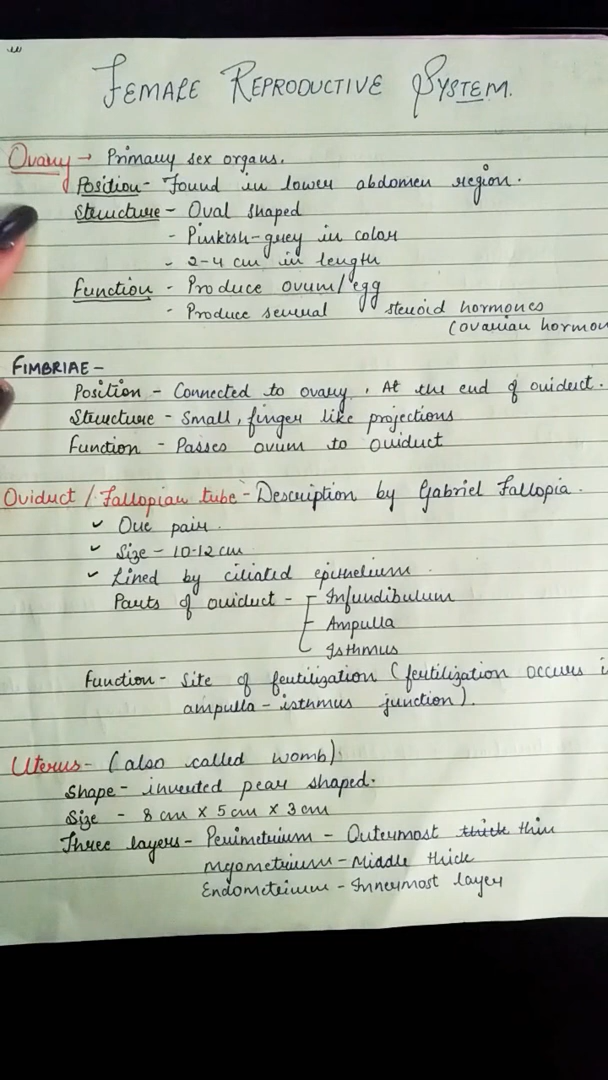 FEMALE REPRODUCTIVE SYSTEM.
Ovary → Primary sex organs.
Position- Found in lower abdomen region.
Structure - Oval shaped
- Pinkish-grey in color
- 2-4 cm in length
Function - Produce ovum/egg
- Produce several steroid hormones
(ovarian hormon
FIMBRIAE -
Position - Connected to ovary. At the end of oviduct.
Structure - Small, finger like projections
Function - Passes ovum to oviduct
Oviduct / Fallopian tube - Description by Gabriel Fallopia.
✓ One pair.
✓ Size - 10-12 cm
✓ Lined by ciliated epithelium.
Parts of oviduct - Infundibulum
Ampulla
Isthmus
Function - Site of fertilization (fertilization occurs i
ampulla - isthmus junction).
Uterus - (also called womb)
Shape - inverted pear shaped.
Size - 8 cm X 5 cm X 3 cm
Three layers - Perimetrium - Outermost thick thin
Myometrium - Middle thick
Endometrium - Innermost layer